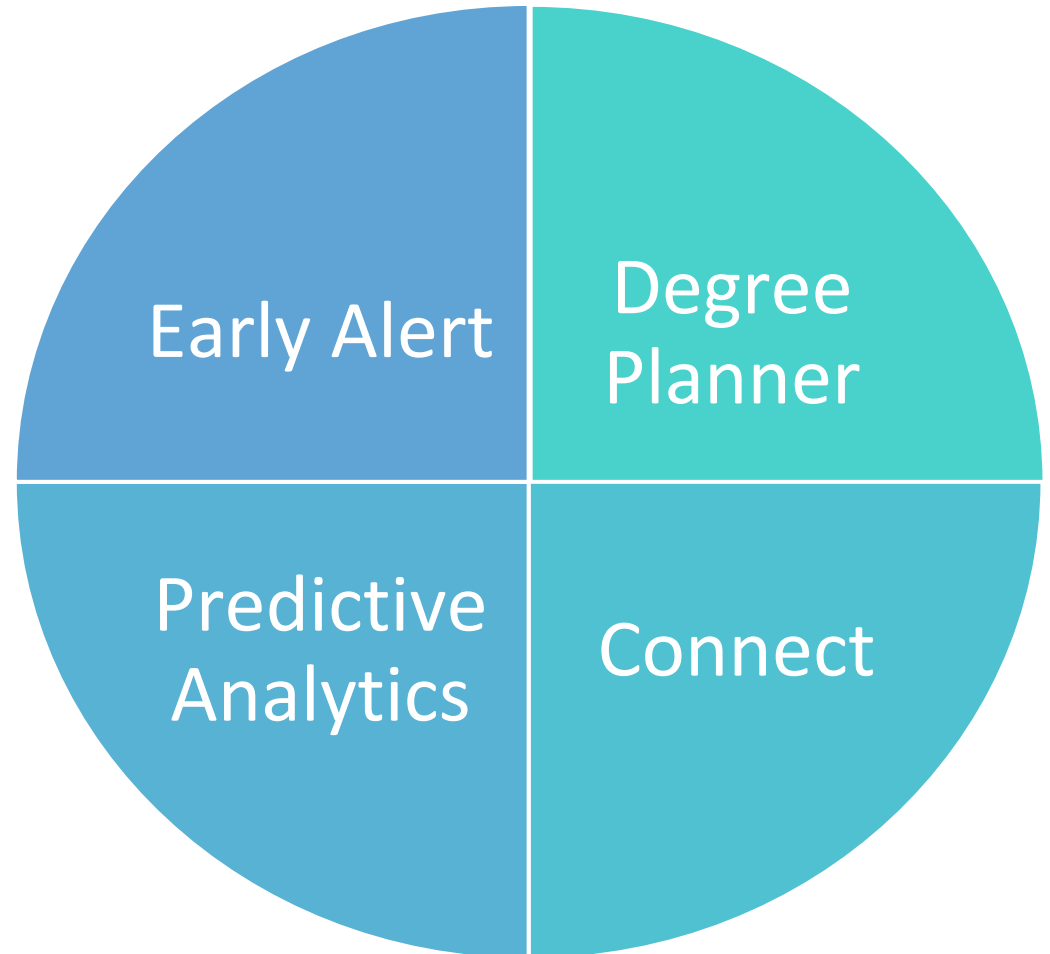 Early Alert
Degree
Planner
Predictive
Analytics
Connect